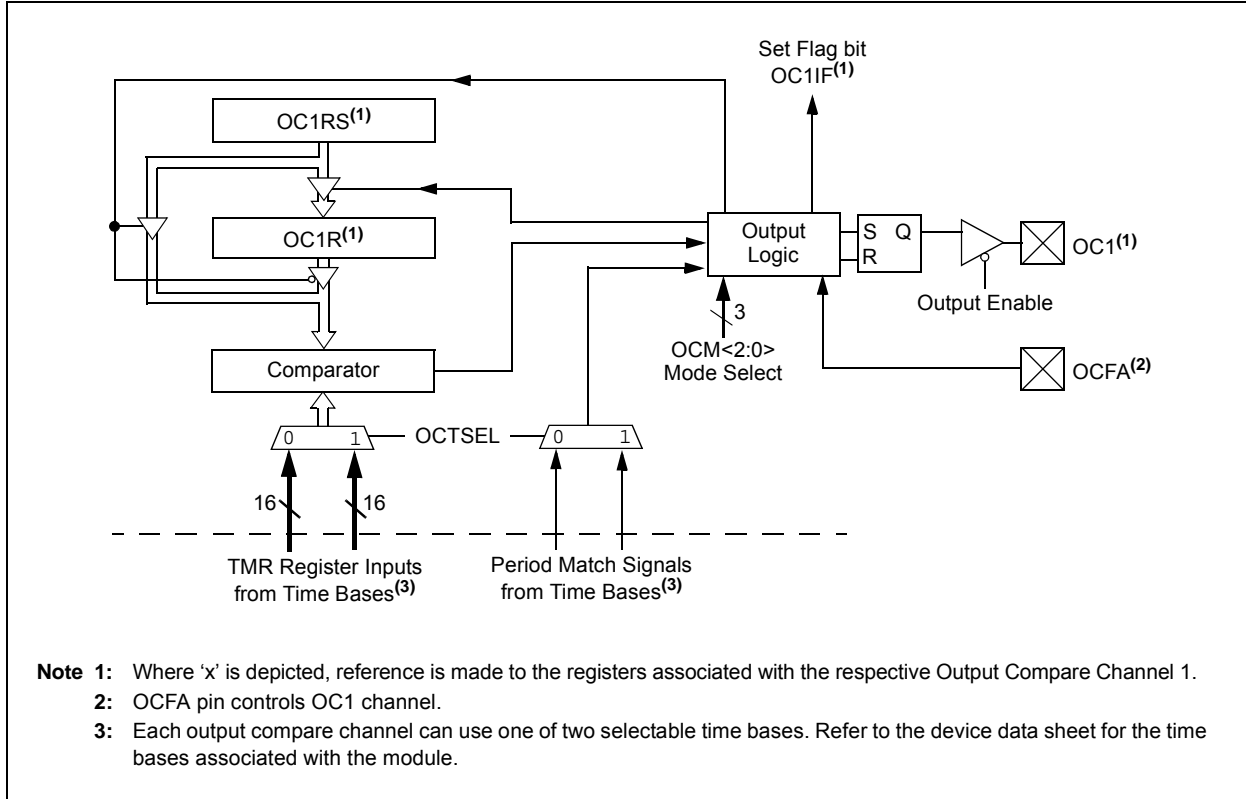 Set Flag bit
OC1IF(1)
OC1RS(1)
OC1R(1)
Output
Logic
S Q
R
OC1(1)
Output Enable
3
OCM<2:0>
Mode Select
OCFA(2)
Comparator
0 1
OCTSEL
0 1
16
16
TMR Register Inputs
from Time Bases(3)
Period Match Signals
from Time Bases(3)
Note 1: Where ‘x’ is depicted, reference is made to the registers associated with the respective Output Compare Channel 1.
2: OCFA pin controls OC1 channel.
3: Each output compare channel can use one of two selectable time bases. Refer to the device data sheet for the time
bases associated with the module.